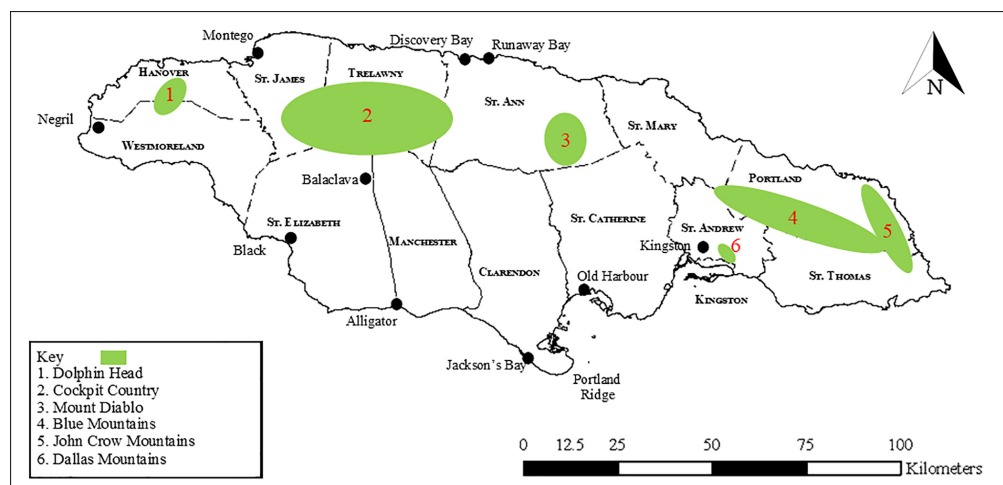 Discovery Bay
Runaway Bay
Montego
HANOVER
ST. JAMES
TRELAWNY
ST. ANN
ST. MARY
N
1
2
3
Negril
WESTMORELAND
PORTLAND
Balaclava
4
5
ST. ELIZABETH
ST. CATHERINE
ST. ANDREW
6
Black
MANCHESTER
Kingston
CLARENDON
Old Harbour
ST. THOMAS
KINGSTON
Alligator
Jackson's Bay
Portland
Ridge
Key
1. Dolphin Head
2. Cockpit Country
3. Mount Diablo
4. Blue Mountains
5. John Crow Mountains
6. Dallas Mountains
0 12.5 25 50 75 100
Kilometers